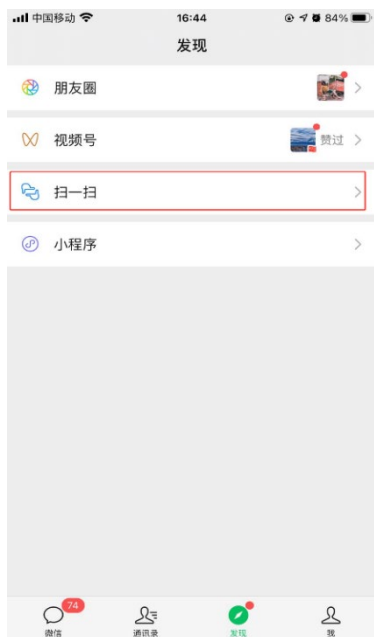 中国移动 16:44 84%
发现
朋友圈
视频号 赞过
扫一扫
小程序
74
微信 通讯录 发现 我